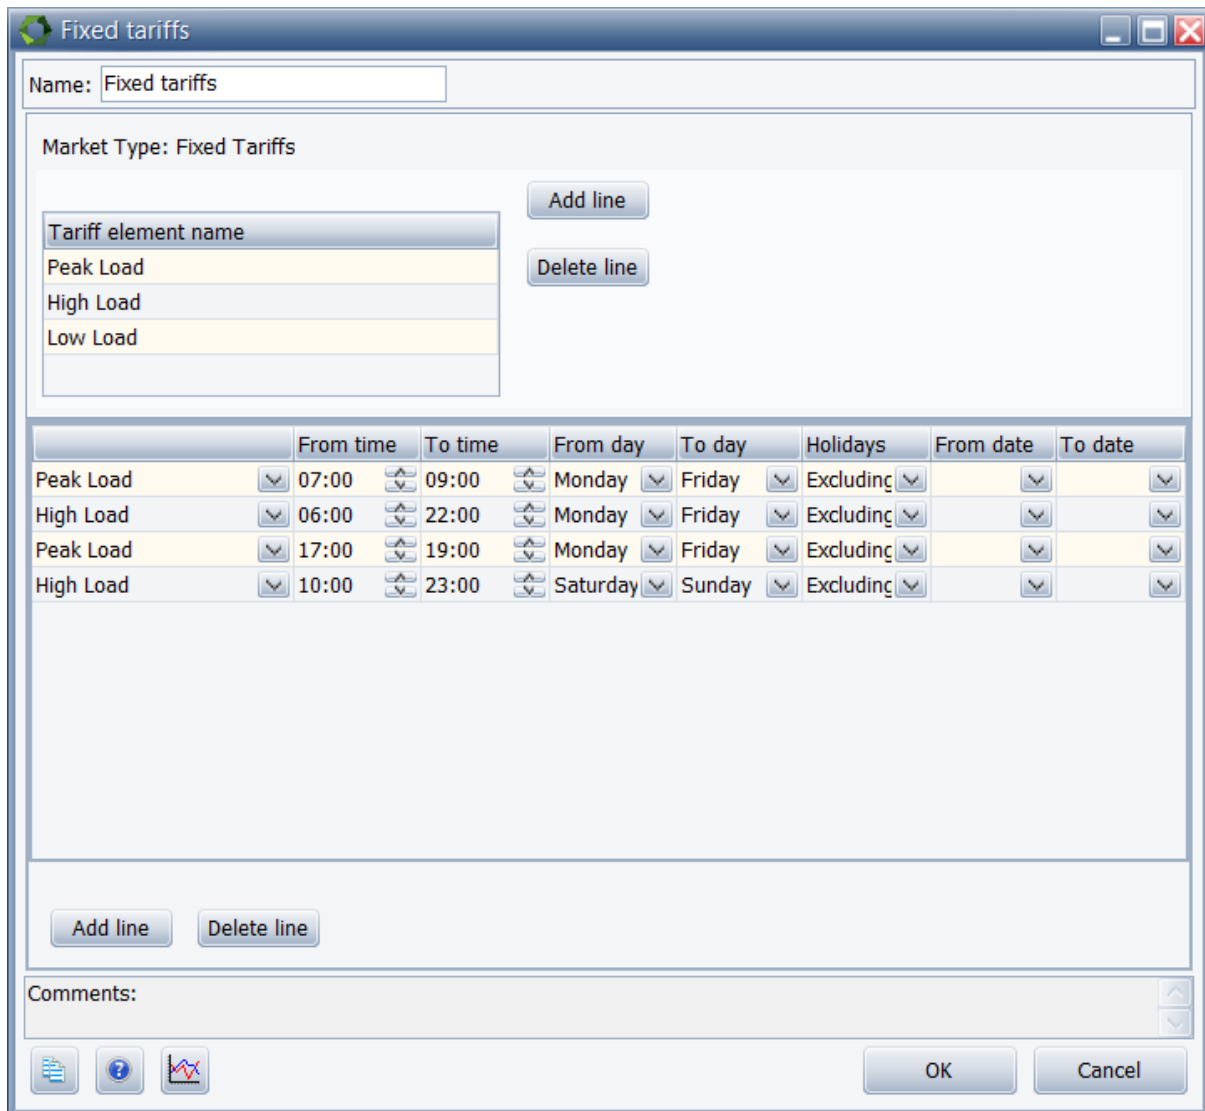 Fixed tariffs
Name: Fixed tariffs
Market Type: Fixed Tariffs
Add line
Tariff element name
Delete line
Peak Load
High Load
Low Load
From time To time From day To day Holidays From date To date
Peak Load 07:00 09:00 Monday Friday Excluding
High Load 06:00 22:00 Monday Friday Excluding
Peak Load 17:00 19:00 Monday Friday Excluding
High Load 10:00 23:00 Saturday Sunday Excluding
Add line Delete line
Comments:
OK Cancel